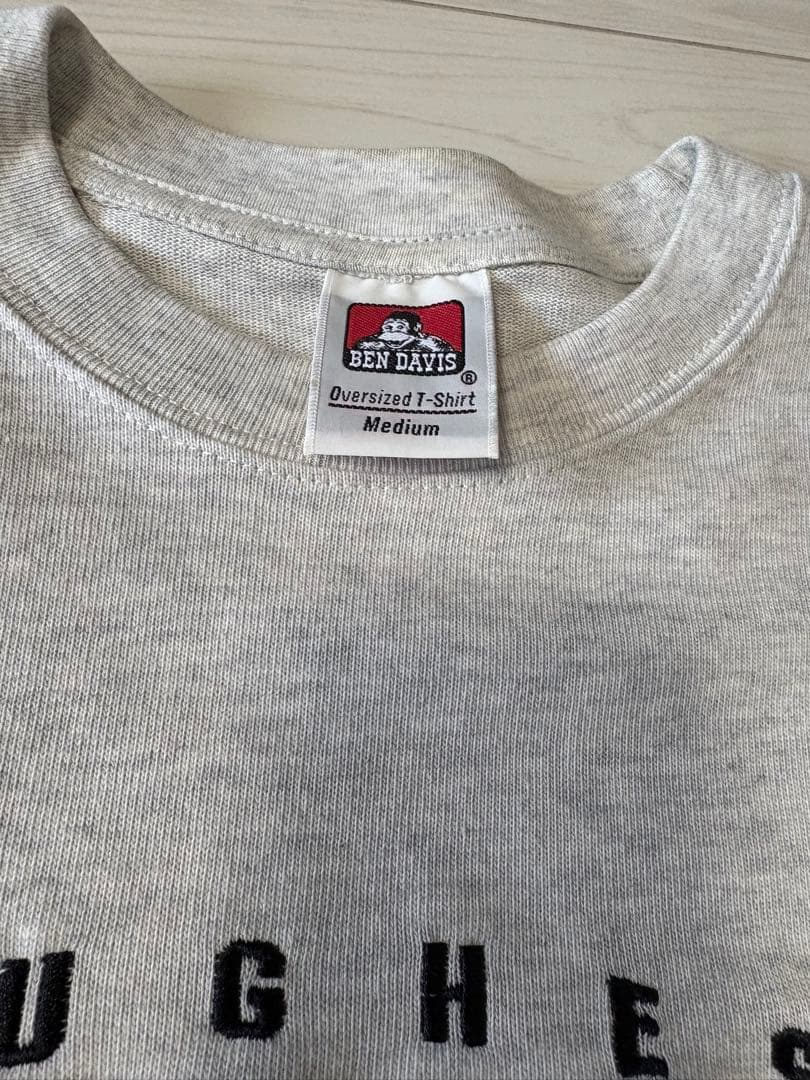 BEN DAVIS
®
Oversized T-Shirt
Medium
UGHE